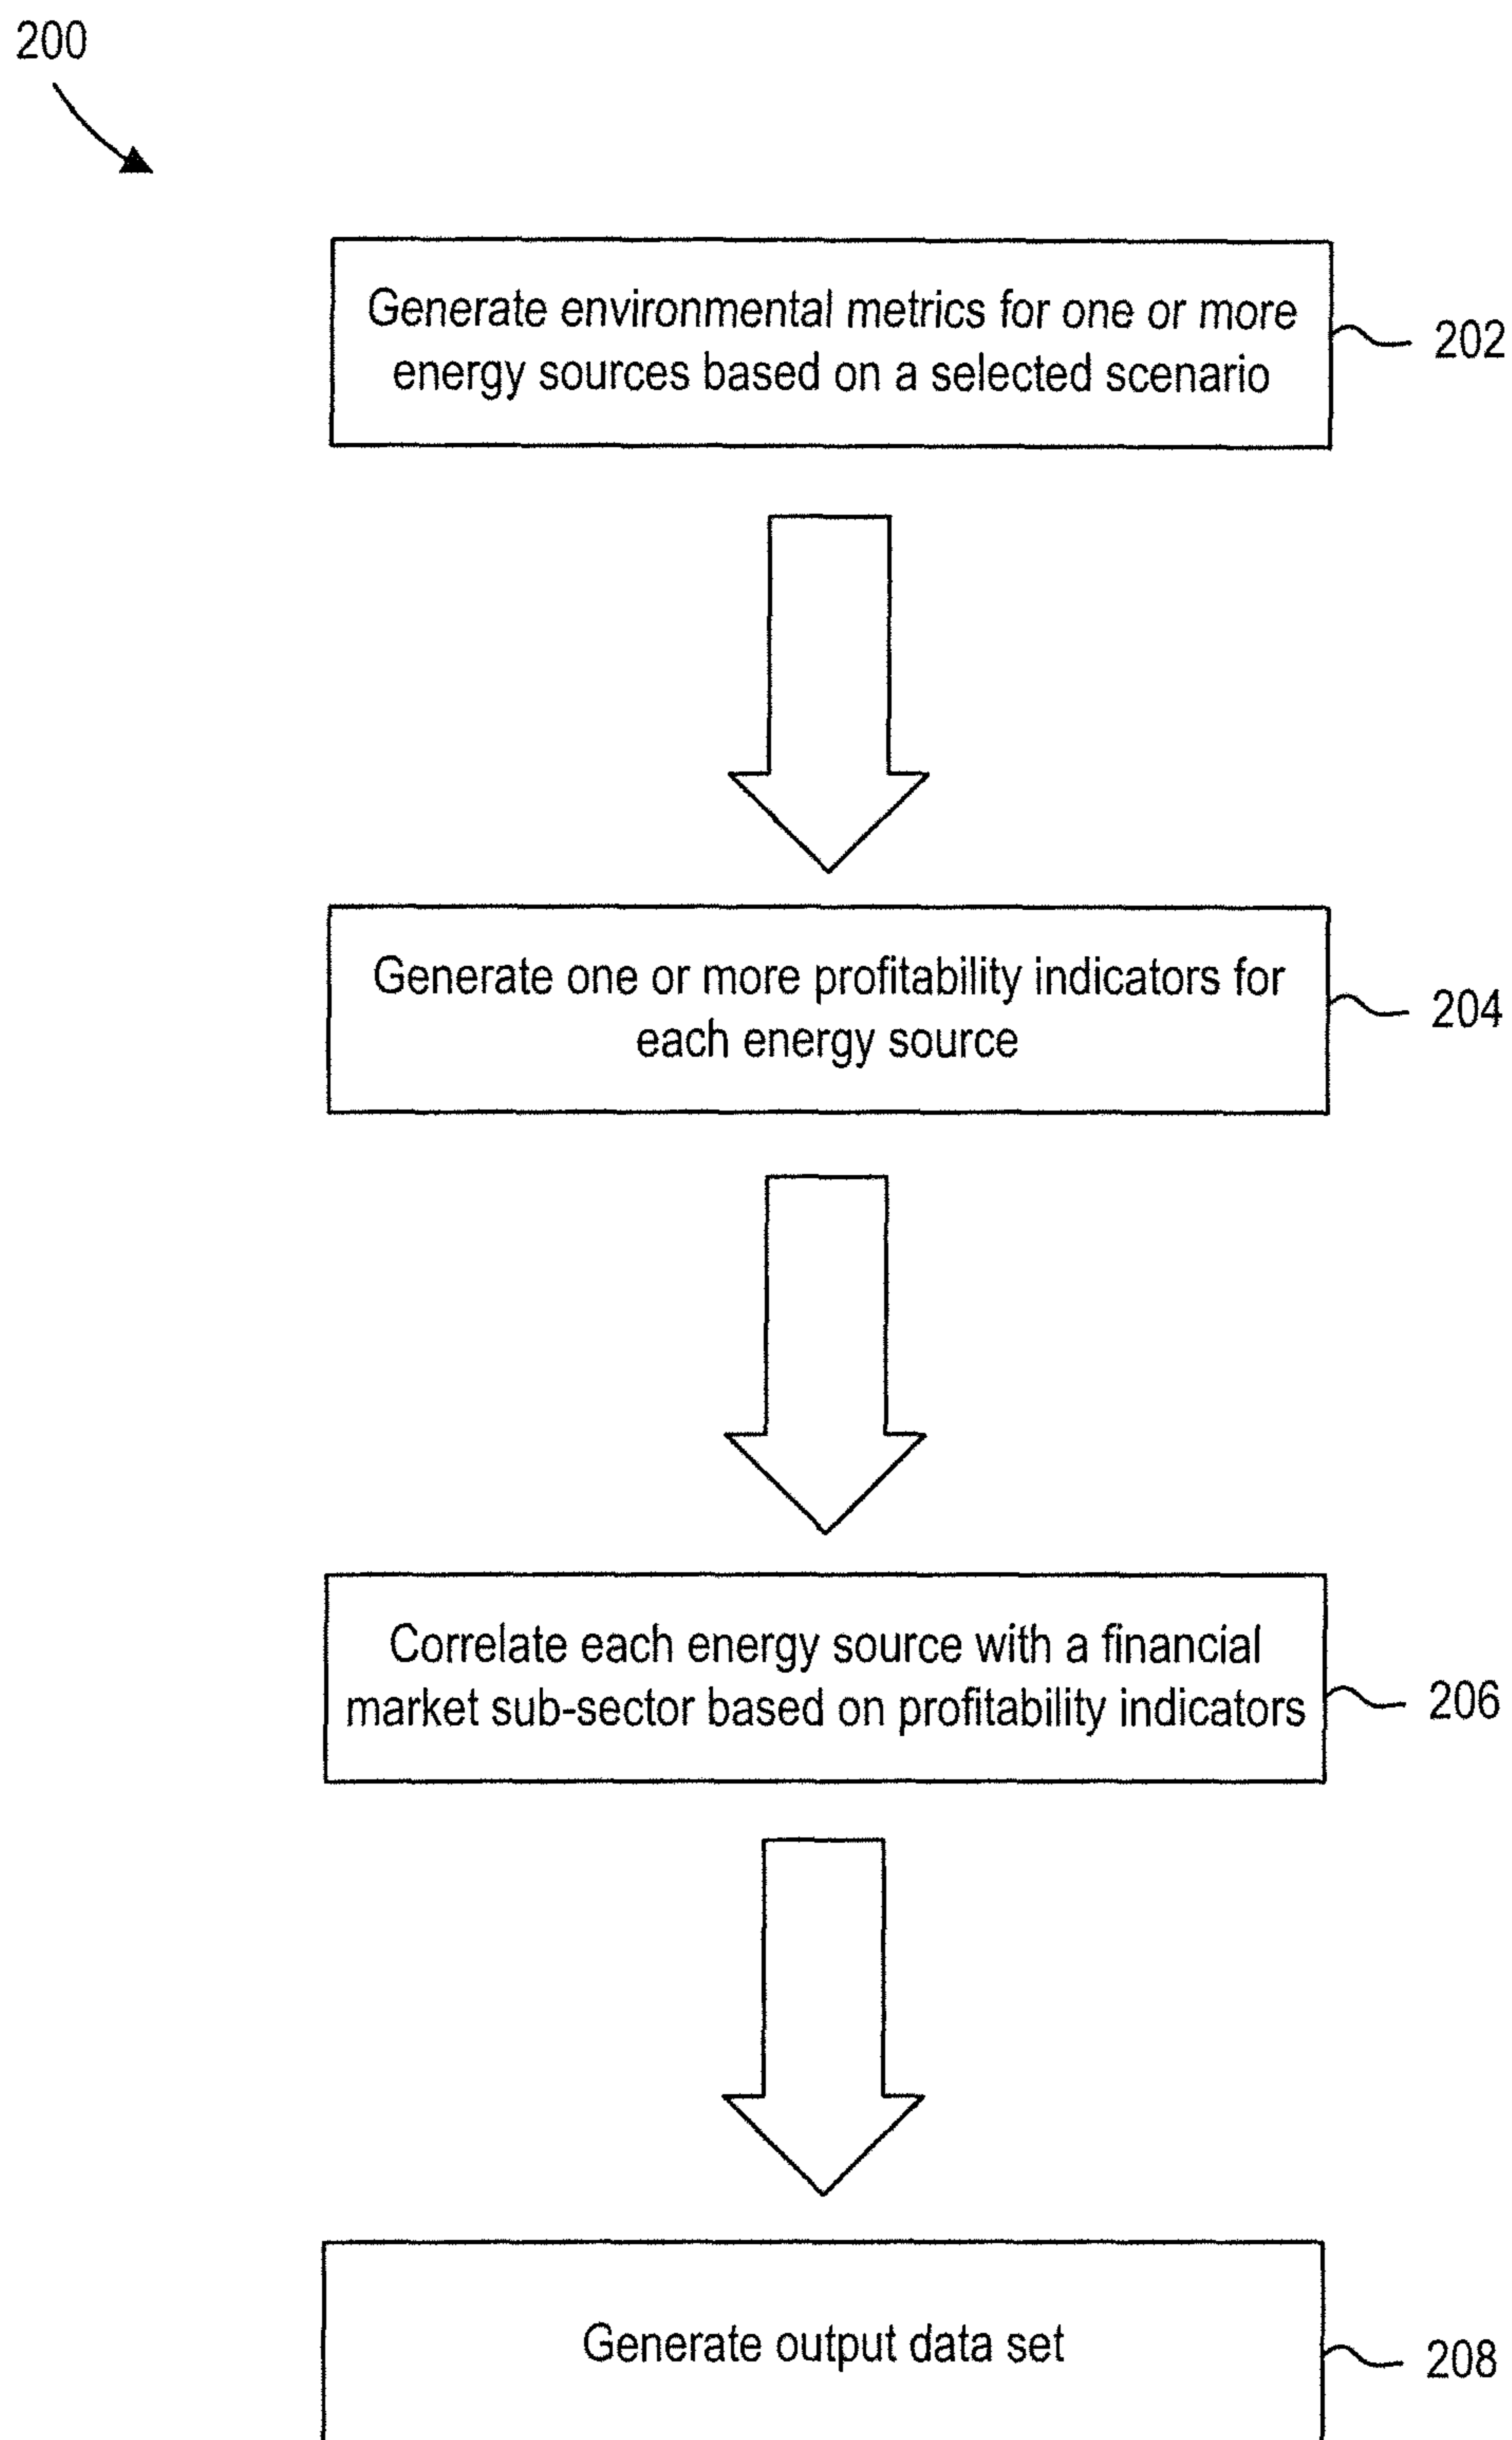 200
Generate environmental metrics for one or more
energy sources based on a selected scenario
202
Generate one or more profitability indicators for
each energy source
204
Correlate each energy source with a financial
market sub-sector based on profitability indicators
206
Generate output data set
208